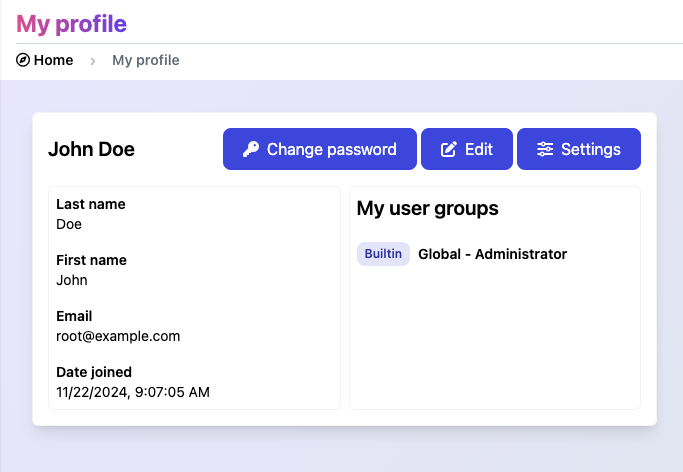 My profile
Home > My profile
John Doe
Change password
Edit
Settings
Last name
Doe
First name
John
Email
root@example.com
Date joined
11/22/2024, 9:07:05 AM
My user groups
Builtin Global - Administrator